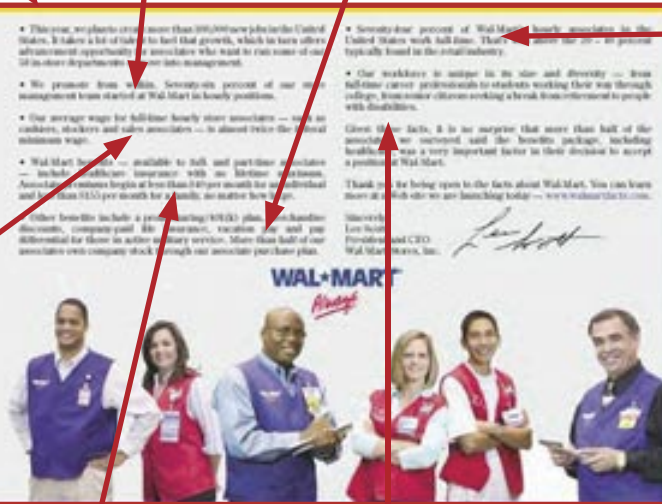 • This year, we plan to create more than 100,000 new jobs in the United
States. It takes a lot of talent to fuel that growth, which in turn offers
advancement opportunity for associates who want to run some of our
in-store departments or move into management.
• We promote from within. Seventy-six percent of our store
management team started at Wal-Mart in hourly positions.
• Our average wage for full-time hourly store associates — such as
cashiers, stockers and sales associates — is almost twice the federal
minimum wage.
• Wal-Mart benefits — available to full and part-time associates
— include healthcare insurance with no lifetime maximum.
Associate premiums begin at less than $40 per month for an individual
and less than $155 per month for a family, no matter how large.
Other benefits include a profit sharing/401(k) plan, merchandise
discounts, company-paid life insurance, vacation pay and pay
differential for those in active military service. More than half of our
associates own company stock through our associate purchase plan.
• Seventy-four percent of Wal-Mart's hourly associates in the
United States work full-time. That's well above the 20 – 40 percent
typically found in the retail industry.
• Our workforce is unique in its size and diversity — from
full-time career professionals to students working their way through
college, from senior citizens seeking a break from retirement to people
with disabilities.
Given these facts, it is no surprise that more than half of the
associates we surveyed said the benefits package, including
healthcare, was a very important factor in their decision to accept
a position at Wal-Mart.
Thank you for being open to the facts about Wal-Mart. You can learn
more at a Web site we are launching today — www.walmartfacts.com.
Sincerely,
Lee Scott
President and CEO
Wal-Mart Stores, Inc.
Lee Scott
WAL★MART
Always